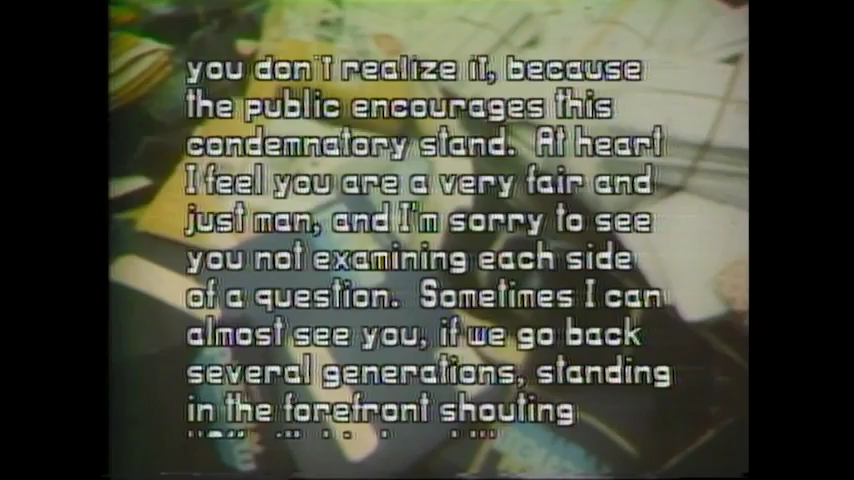 you don't realize it, because
the public encourages this
condemnatory stand.  At heart
I feel you are a very fair and
just man, and I'm sorry to see
you not examining each side
of a question.  Sometimes I can
almost see you, if we go back
several generations, standing
in the forefront shouting